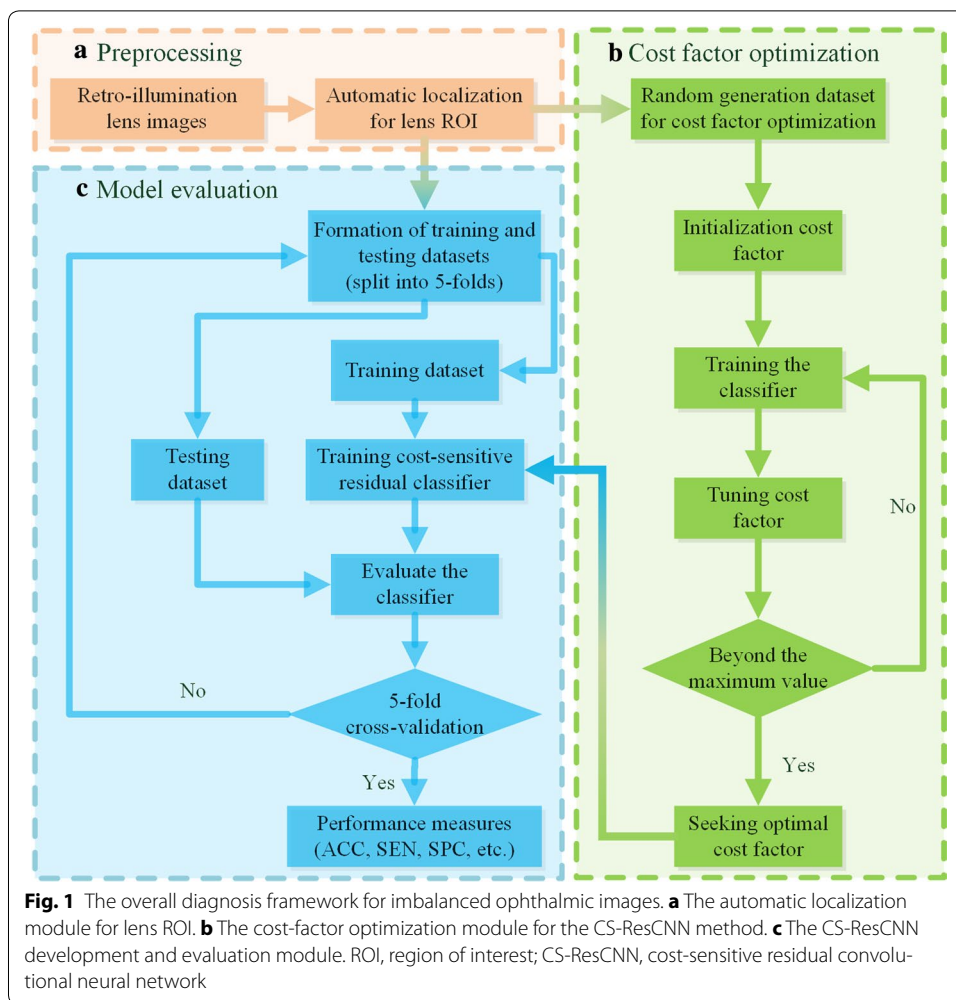 a Preprocessing
Retro-illumination
lens images
Automatic localization
for lens ROI
b Cost factor optimization
Random generation dataset
for cost factor optimization
Initialization cost
factor
Training the
classifier
Tuning cost
factor
No
Beyond the
maximum value
Yes
Seeking optimal
cost factor
c Model evaluation
Formation of training and
testing datasets
(split into 5-folds)
Training dataset
Testing
dataset
Training cost-sensitive
residual classifier
Evaluate the
classifier
No
5-fold
cross-validation
Yes
Performance measures
(ACC, SEN, SPC, etc.)
Fig. 1 The overall diagnosis framework for imbalanced ophthalmic images. a The automatic localization
module for lens ROI. b The cost-factor optimization module for the CS-ResCNN method. c The CS-ResCNN
development and evaluation module. ROI, region of interest; CS-ResCNN, cost-sensitive residual convolu-
tional neural network